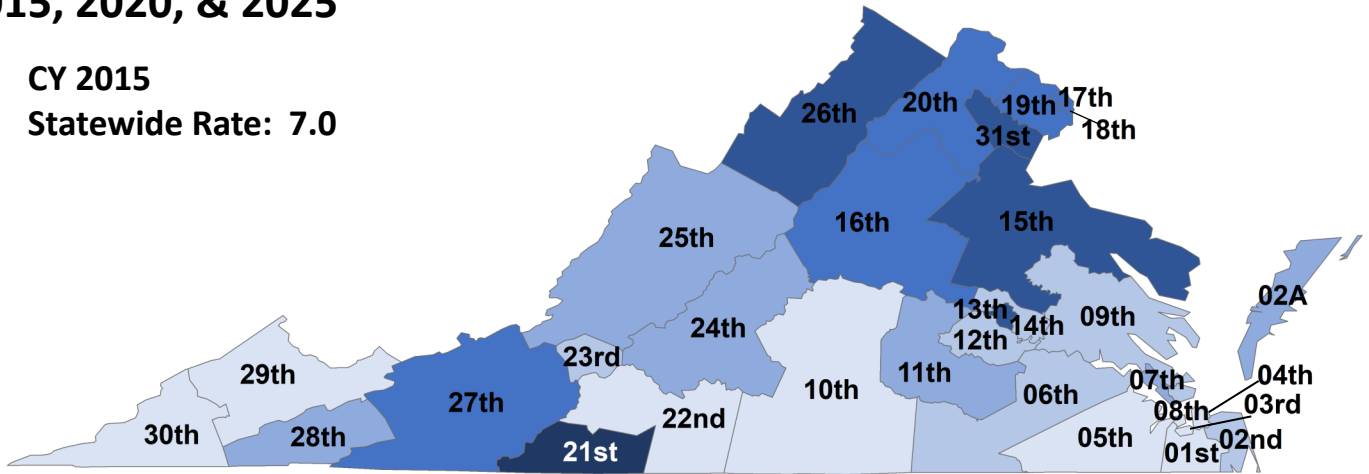 015, 2020, & 2025
CY 2015
Statewide Rate: 7.0
26th
20th
19th
17th
18th
31st
25th
16th
15th
02A
24th
13th
14th
12th
09th
23rd
29th
27th
10th
11th
06th
07th
04th
03rd
08th
30th
28th
22nd
05th
02nd
21st
01st